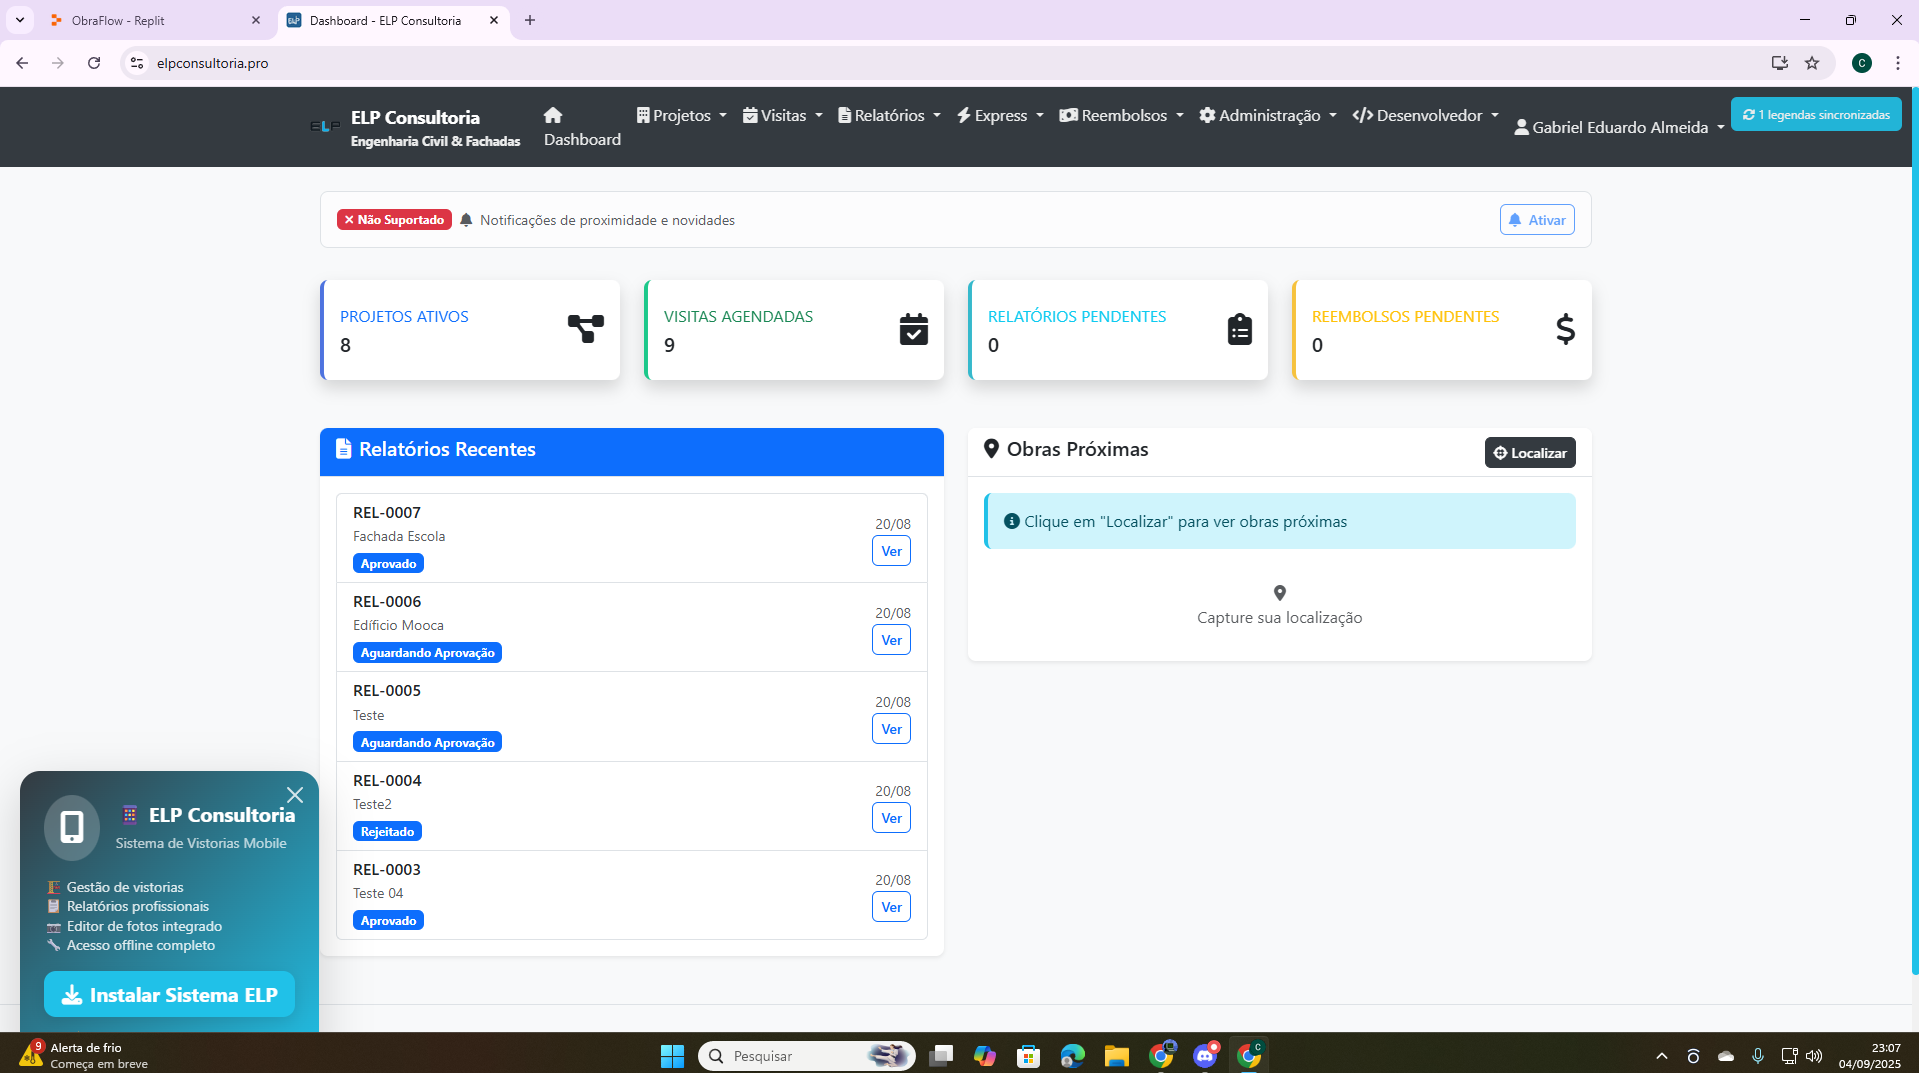 ObraFlow - Replit
Dashboard - ELP Consultoria
elpconsultoria.pro
C
ELP
ELP Consultoria
Engenharia Civil & Fachadas
Dashboard
Projetos
Visitas
Relatórios
Express
Reembolsos
Administração
Desenvolvedor
Gabriel Eduardo Almeida
1 legendas sincronizadas
Não Suportado
Notificações de proximidade e novidades
Ativar
PROJETOS ATIVOS
8
VISITAS AGENDADAS
9
RELATÓRIOS PENDENTES
0
REEMBOLSOS PENDENTES
0
Relatórios Recentes
REL-0007
Fachada Escola
Aprovado
20/08
Ver
REL-0006
Edíficio Mooca
Aguardando Aprovação
20/08
Ver
REL-0005
Teste
Aguardando Aprovação
20/08
Ver
REL-0004
Teste2
Rejeitado
20/08
Ver
REL-0003
Teste 04
Aprovado
20/08
Ver
Obras Próximas
Localizar
Clique em "Localizar" para ver obras próximas
Capture sua localização
ELP Consultoria
Sistema de Vistorias Mobile
Gestão de vistorias
Relatórios profissionais
Editor de fotos integrado
Acesso offline completo
Instalar Sistema ELP
9
Alerta de frio
Começa em breve
Pesquisar
C
23:07
04/09/2025